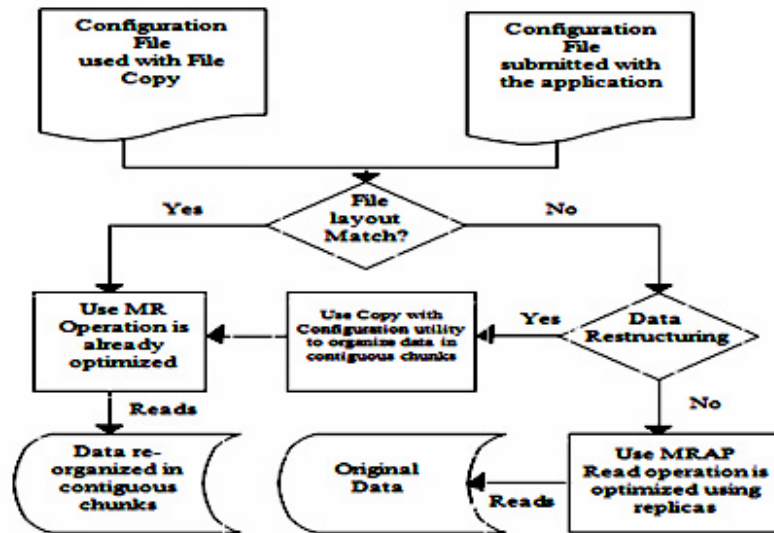 Configuration
File
used with File
Copy
Configuration
File
submitted with
the application
File
layout
Match?
Yes
No
Use MR
Operation is
already
optimized
Use Copy with
Configuration utility
to organize data in
contiguous chunks
Yes
Data
Restructuring
Reads
No
Data re-
organized in
contiguous
chunks
Original
Data
Reads
Use MRAP
Read operation is
optimized using
replicas